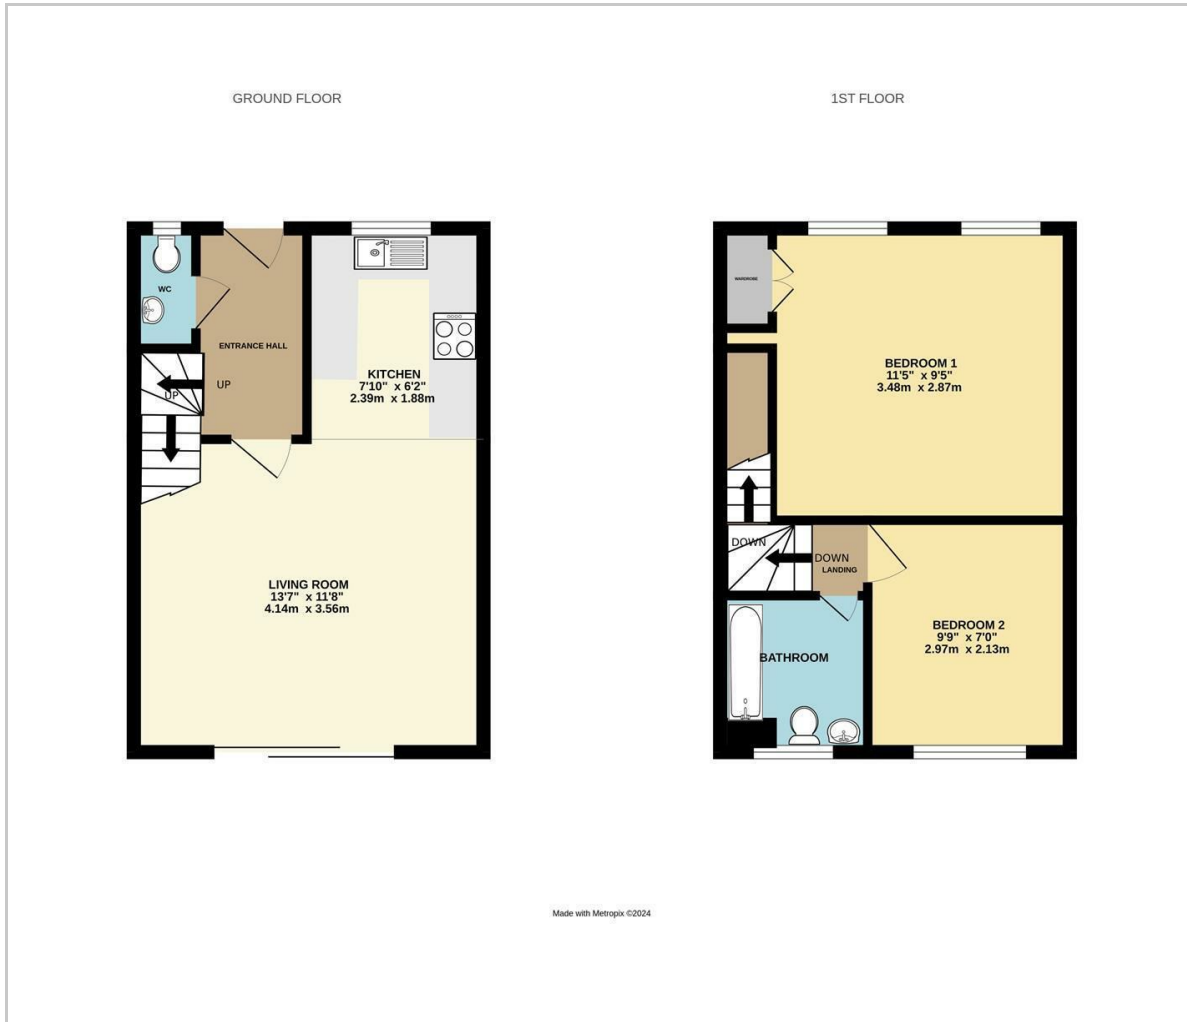 GROUND FLOOR
1ST FLOOR
WC
ENTRANCE HALL
UP
UP
KITCHEN
7'10" x 6'2"
2.39m x 1.88m
LIVING ROOM
13'7" x 11'8"
4.14m x 3.56m
WARDROBE
BEDROOM 1
11'5" x 9'5"
3.48m x 2.87m
DOWN
DOWN
LANDING
BEDROOM 2
9'9" x 7'0"
2.97m x 2.13m
BATHROOM
Made with Metropix ©2024